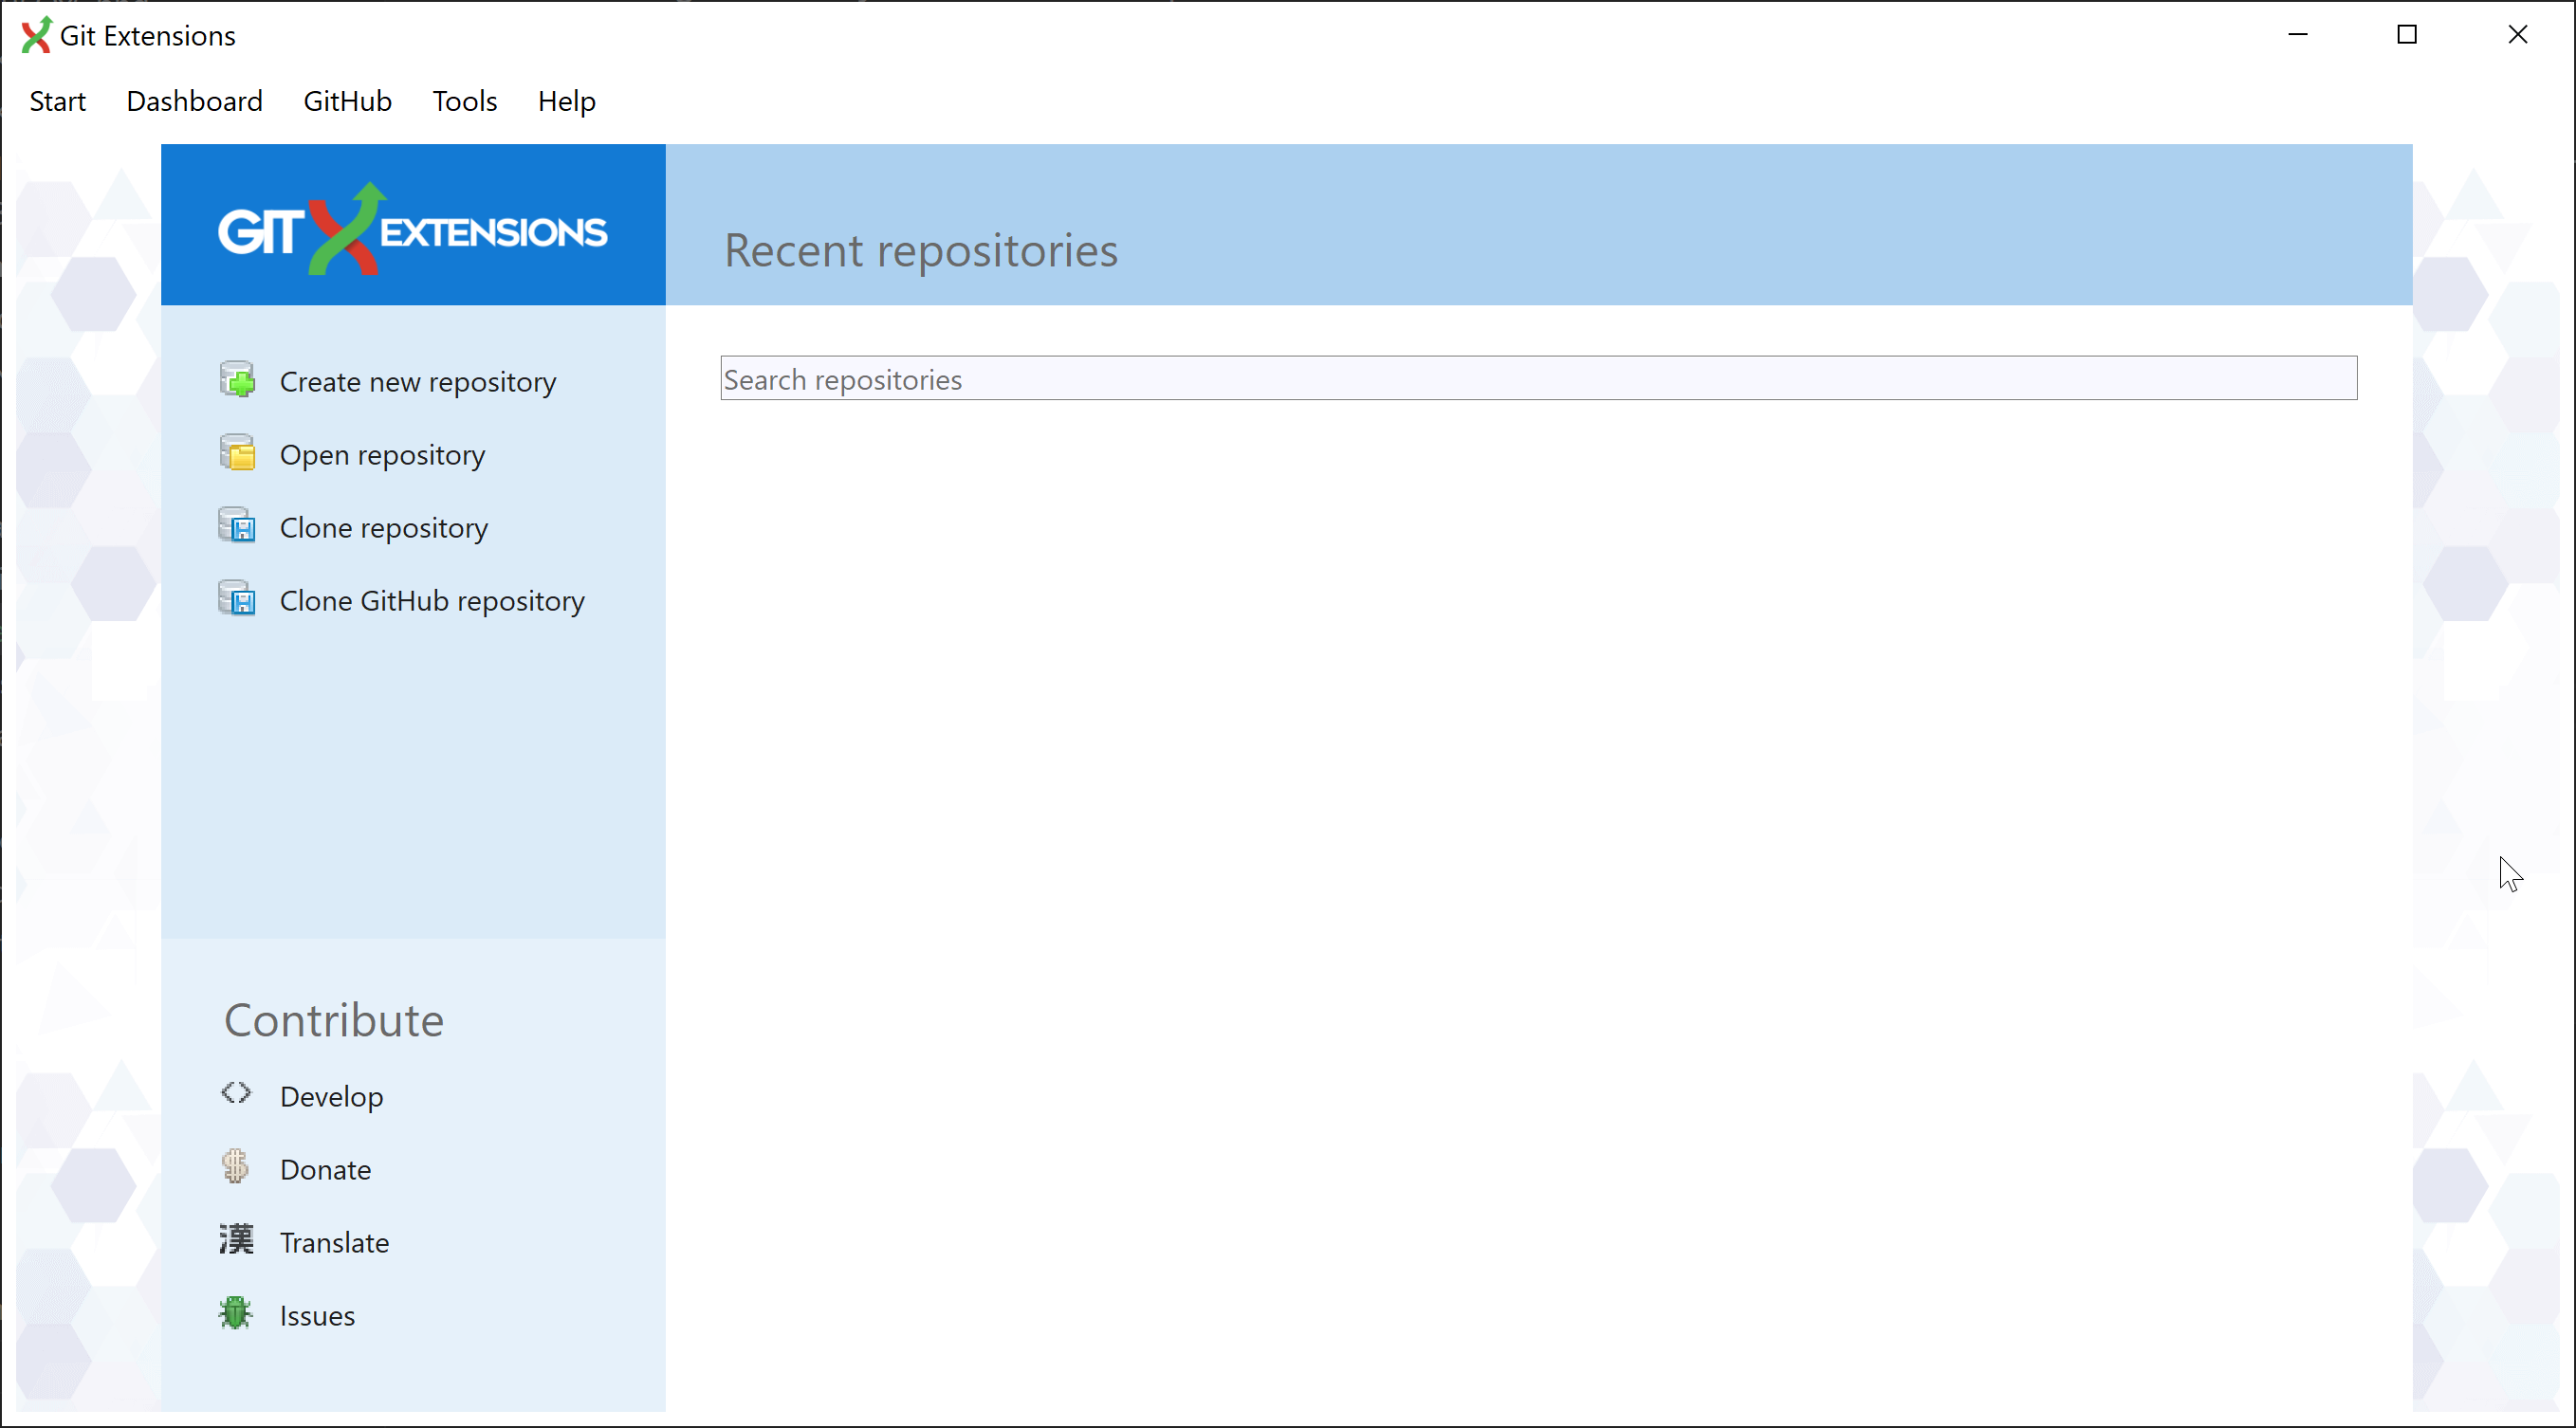 Git Extensions
Start Dashboard GitHub Tools Help
GIT EXTENSIONS
Recent repositories
Search repositories
Create new repository
Open repository
Clone repository
Clone GitHub repository
Contribute
Develop
Donate
漢 Translate
Issues